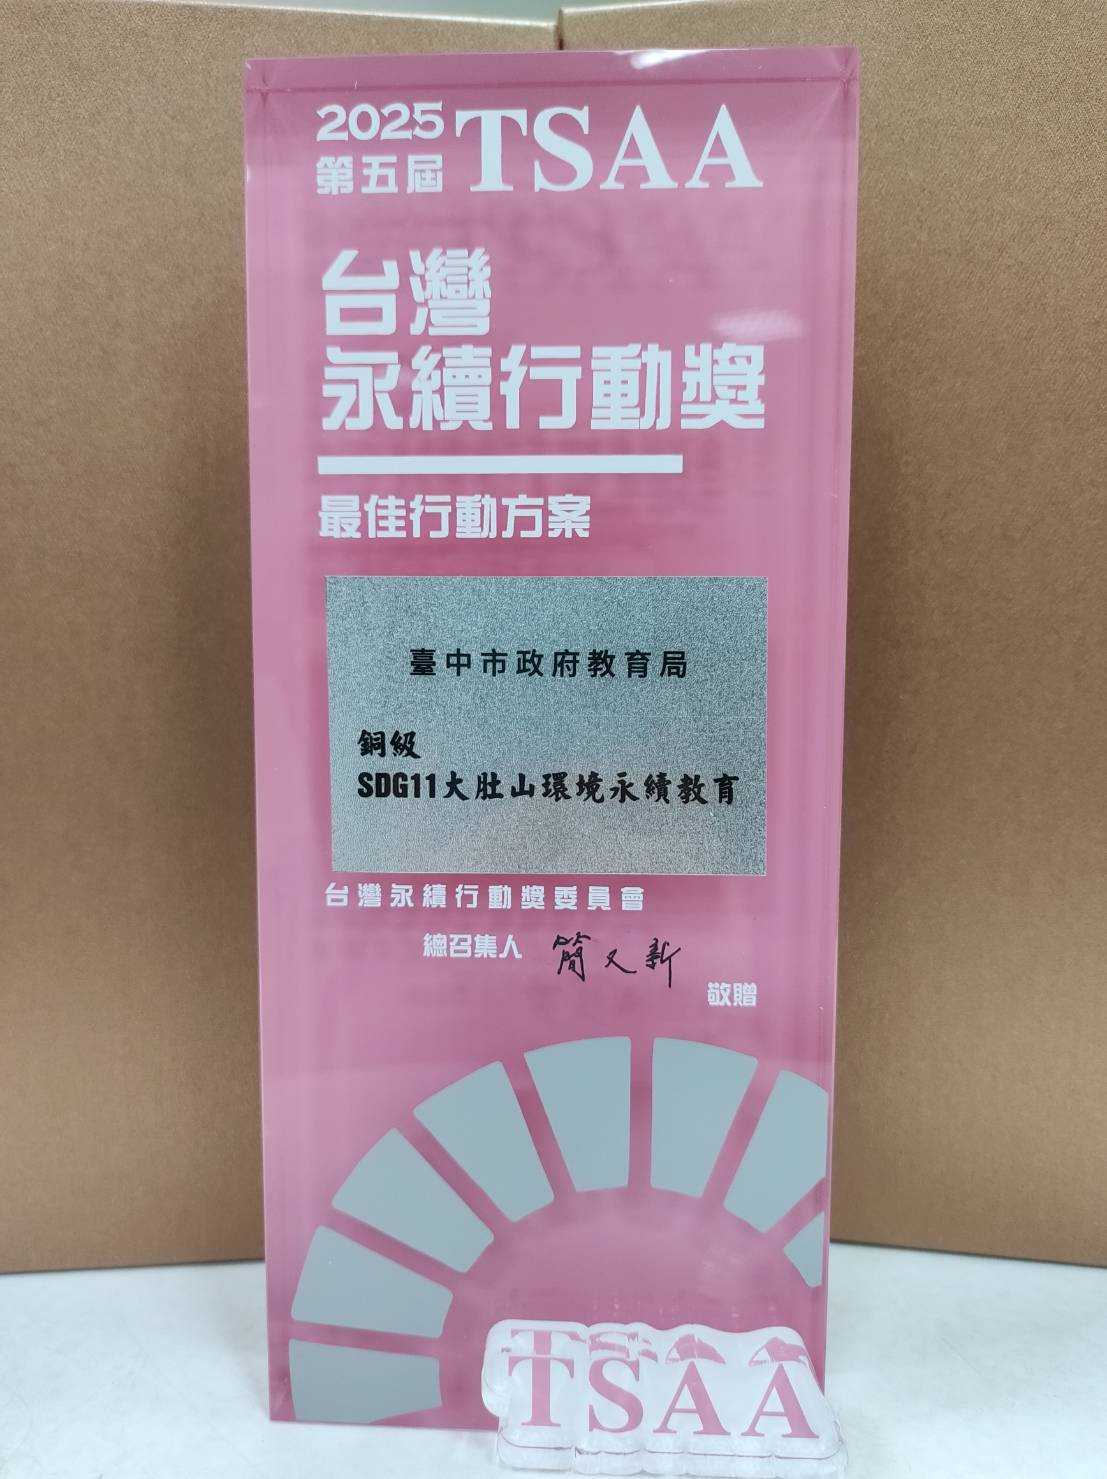 2025
第五屆
TSAA
台灣
永續行動獎
最佳行動方案
臺中市政府教育局
銅級
SDG11大肚山環境永續教育
台灣永續行動獎委員會
總召集人 簡又新
敬贈
TSAA